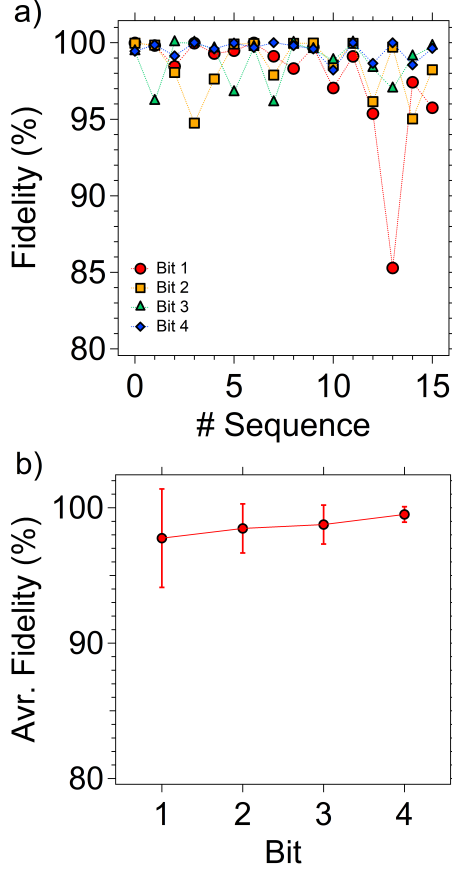 a)
Fidelity (%)
100
95
90
85
80
Bit 1
Bit 2
Bit 3
Bit 4
0 5 10 15
# Sequence
b)
Avr. Fidelity (%)
100
90
80
1 2 3 4
Bit